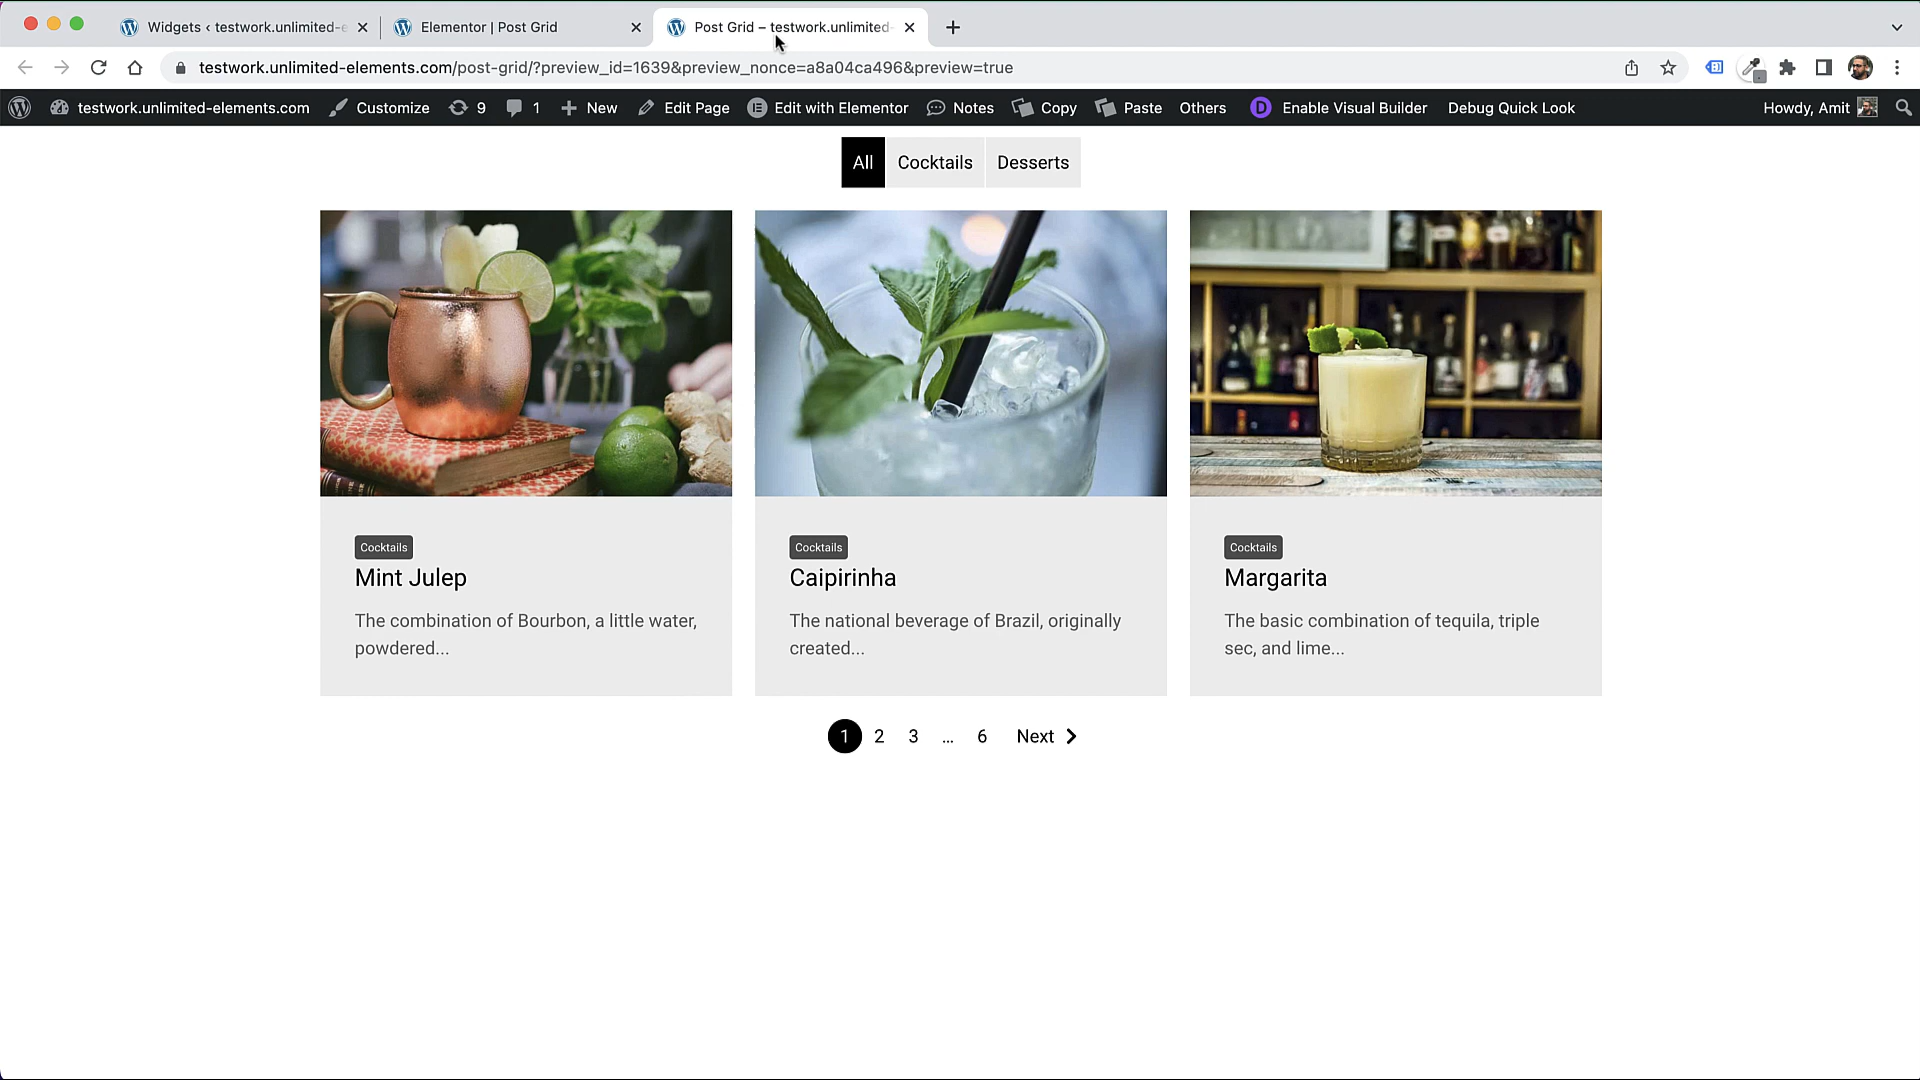 Widgets ‹ testwork.unlimited-e
Elementor | Post Grid
Post Grid – testwork.unlimited-
testwork.unlimited-elements.com/post-grid/?preview_id=1639&preview_nonce=a8a04ca496&preview=true
testwork.unlimited-elements.com Customize 9 1 New Edit Page Edit with Elementor Notes Copy Paste Others D Enable Visual Builder Debug Quick Look Howdy, Amit
All Cocktails Desserts
Cocktails
Mint Julep
The combination of Bourbon, a little water,
powdered...
Cocktails
Caipirinha
The national beverage of Brazil, originally
created...
Cocktails
Margarita
The basic combination of tequila, triple
sec, and lime...
1 2 3 ... 6 Next